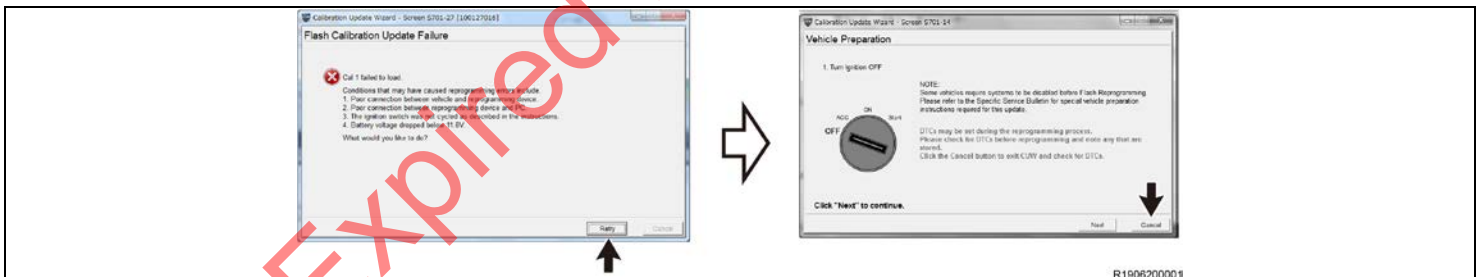 Calibration Update Wizard - Screen S701-27 [100127016]
Flash Calibration Update Failure
Cal 1 failed to load.
Conditions that may have caused reprogramming errors include.
1. Poor connection between vehicle and reprogramming device.
2. Poor connection between reprogramming device and PC.
3. The ignition switch was not cycled as described in the instructions.
4. Battery voltage dropped below 11.8V.
What would you like to do?
Retry
Cancel
Calibration Update Wizard - Screen S701-14
Vehicle Preparation
1. Turn Ignition OFF
NOTE:
Some vehicles require systems to be disabled before Flash Reprogramming
Please refer to the Specific Service Bulletin for special vehicle preparation
instructions required for this update.
ON
ACC
Start
OFF
DTCs may be set during the reprogramming process.
Please check for DTCs before reprogramming and note any that are
stored.
Click the Cancel button to exit CUW and check for DTCs.
Click "Next" to continue.
Next
Cancel
R1906200001
Expired